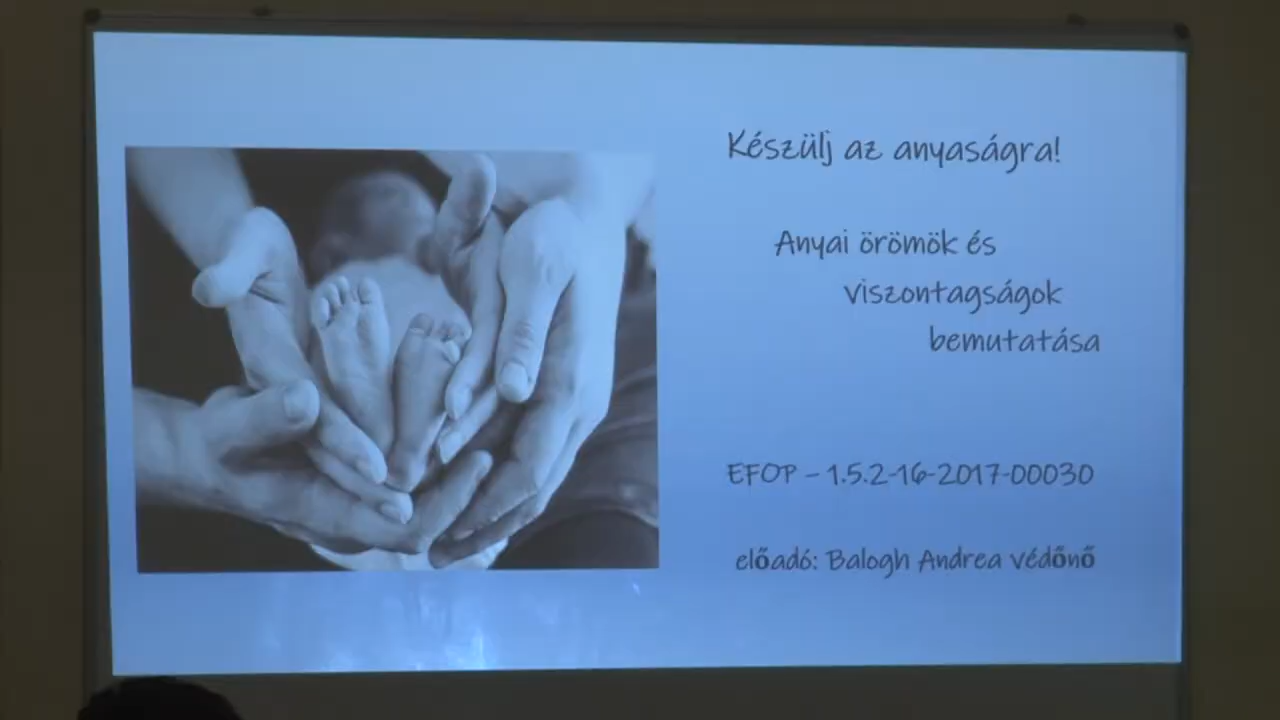 Készülj az anyaságra!
Anyai örömök és
viszontagságok
bemutatása
EFOP – 1.5.2-16-2017-00030
előadó: Balogh Andrea védőnő